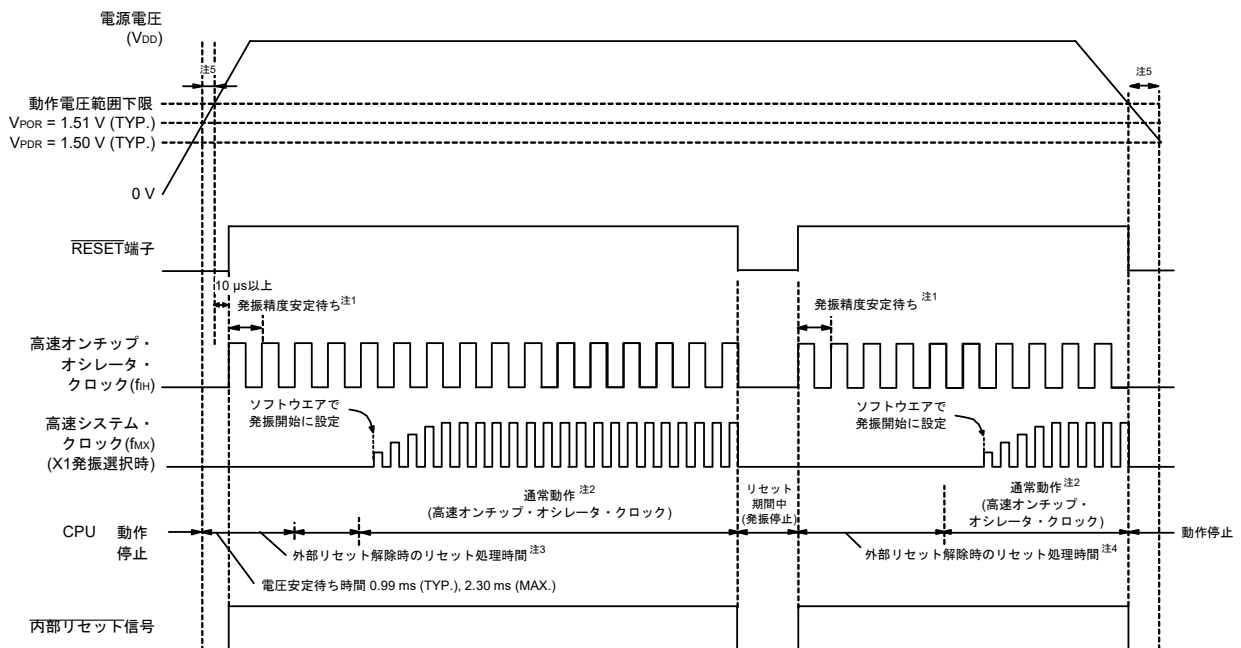 電源電圧
(VDD)
注5
注5
動作電圧範囲下限
VPOR = 1.51 V (TYP.)
VPDR = 1.50 V (TYP.)
0 V
RESET端子
10 µs以上
発振精度安定待ち注1
発振精度安定待ち注1
高速オンチップ・
オシレータ・
クロック(fIH)
ソフトウエアで
発振開始に設定
ソフトウエアで
発振開始に設定
高速システム・
クロック(fMX)
(X1発振選択時)
通常動作注2
(高速オンチップ・オシレータ・クロック)
リセット
期間中
(発振停止)
通常動作注2
(高速オンチップ・
オシレータ・クロック)
CPU 動作
停止
動作停止
外部リセット解除時のリセット処理時間注3
外部リセット解除時のリセット処理時間注4
電圧安定待ち時間 0.99 ms (TYP.), 2.30 ms (MAX.)
内部リセット信号